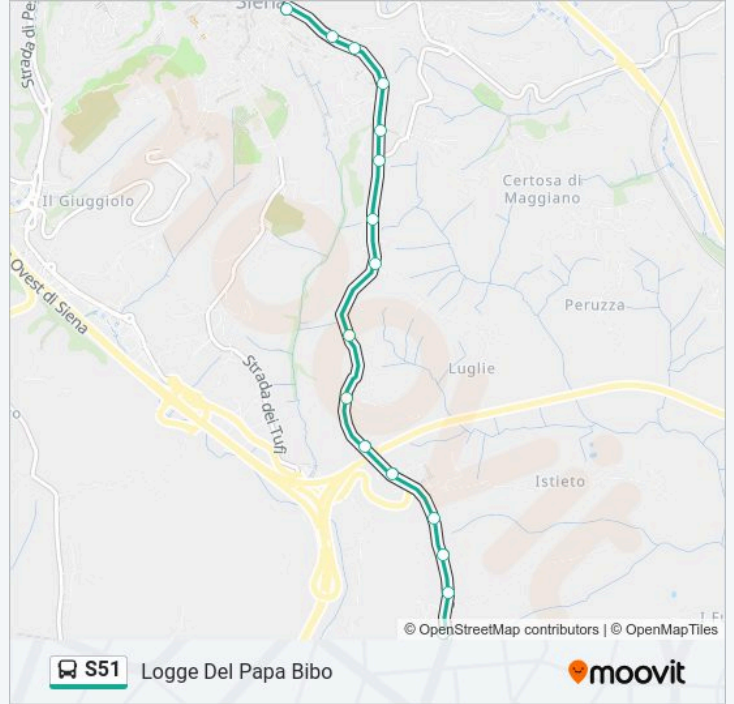 Siena
Strada di Pe
Certosa di
Maggiano
Il Giuggiolo
Ovest di Siena
Peruzza
Luglie
Strada dei Tufi
Istieto
© OpenStreetMap contributors | © OpenMapTiles
S51 Logge Del Papa Bibo
moovit